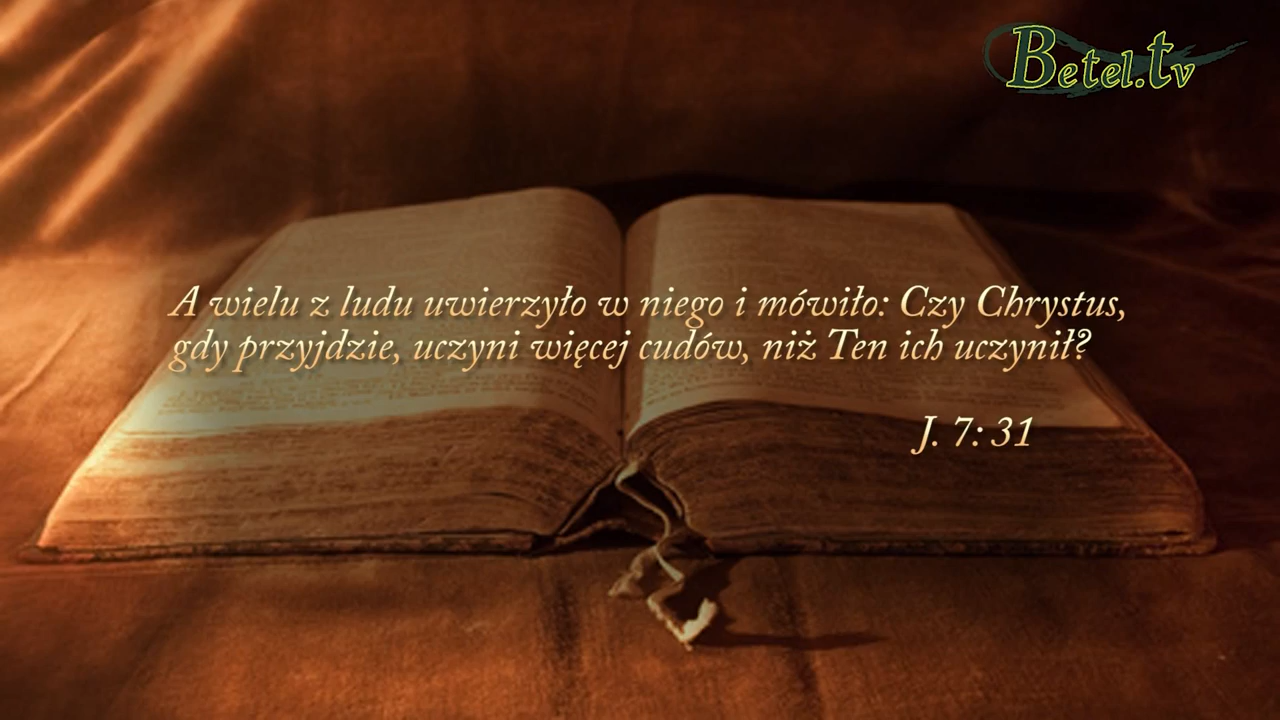 Betel.tv
A wielu z ludu uwierzyło w niego i mówiło: Czy Chrystus,
gdy przyjdzie, uczyni więcej cudów, niż Ten ich uczynił?
J. 7: 31